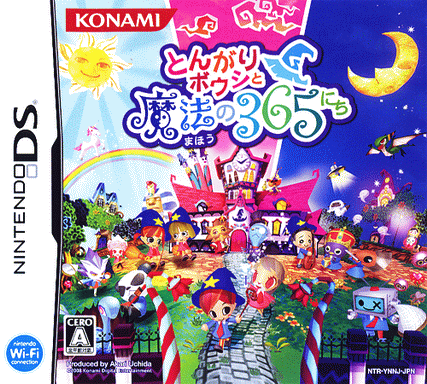 KONAMI
とんがり
ボウシと
魔法の365にち
まほう
NINTENDO DS
nintendo
Wi-Fi
connection
CERO
A
Produced by Akari Uchida
©2008 Konami Digital Entertainment
NTR-YNNJ-JPN